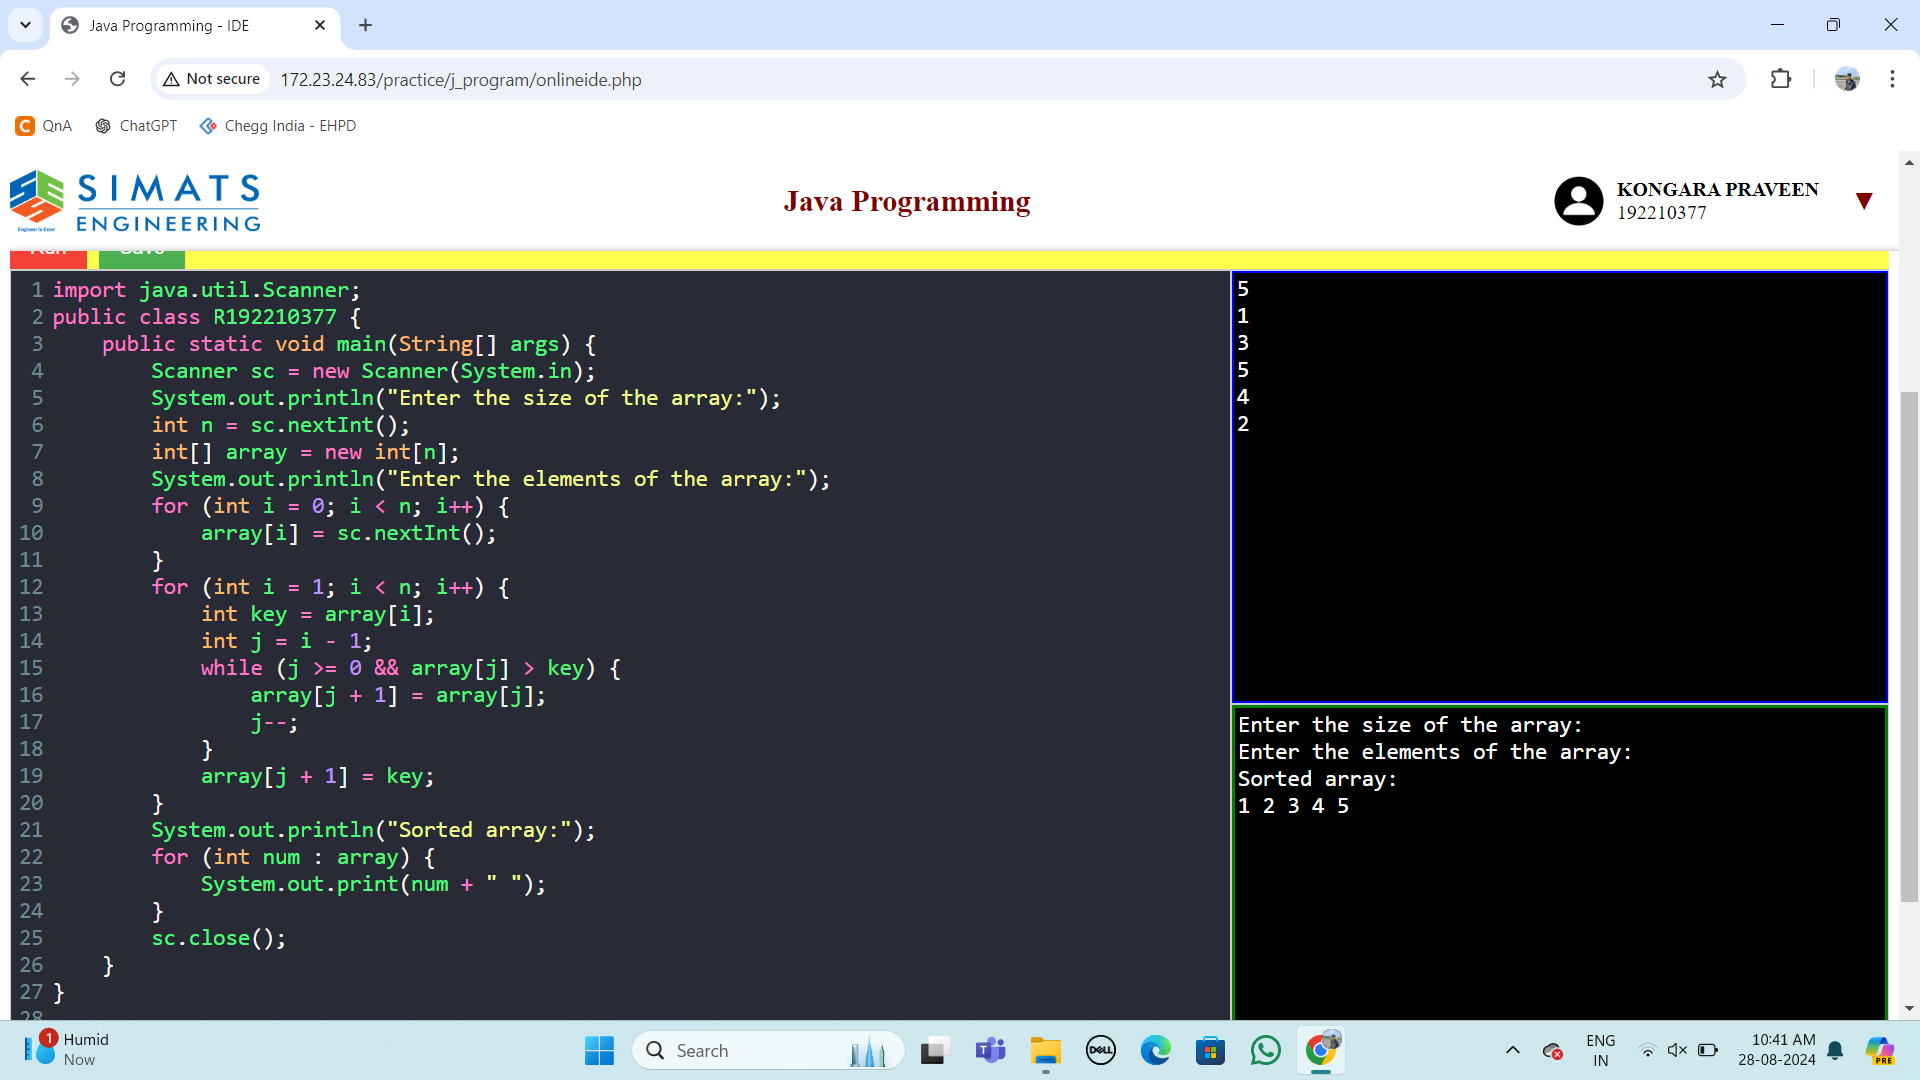 Java Programming - IDE
Not secure
172.23.24.83/practice/j_program/onlineide.php
QnA
ChatGPT
Chegg India - EHPD
SIMATS
ENGINEERING
Engineer to Excel
Java Programming
KONGARA PRAVEEN
192210377
Run
Save
1 import java.util.Scanner;
2 public class R192210377 {
3     public static void main(String[] args) {
4         Scanner sc = new Scanner(System.in);
5         System.out.println("Enter the size of the array:");
6         int n = sc.nextInt();
7         int[] array = new int[n];
8         System.out.println("Enter the elements of the array:");
9         for (int i = 0; i < n; i++) {
10             array[i] = sc.nextInt();
11         }
12         for (int i = 1; i < n; i++) {
13             int key = array[i];
14             int j = i - 1;
15             while (j >= 0 && array[j] > key) {
16                 array[j + 1] = array[j];
17                 j--;
18             }
19             array[j + 1] = key;
20         }
21         System.out.println("Sorted array:");
22         for (int num : array) {
23             System.out.print(num + " ");
24         }
25         sc.close();
26     }
27 }
28
5
1
3
5
4
2
Enter the size of the array:
Enter the elements of the array:
Sorted array:
1 2 3 4 5
1
Humid
Now
Search
DELL
ENG
IN
10:41 AM
28-08-2024
PRE